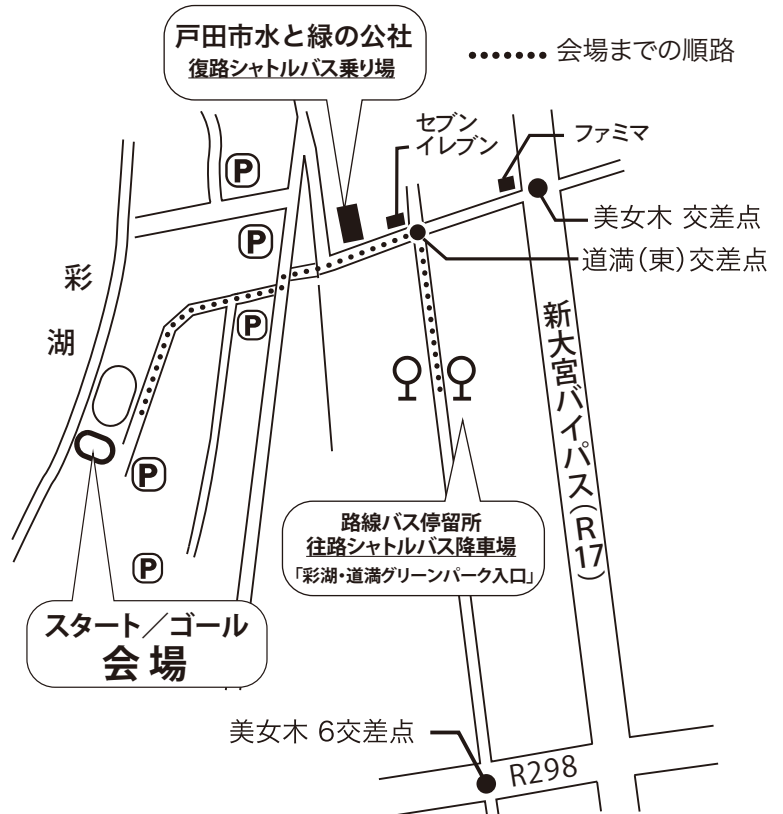 戸田市水と緑の公社
復路シャトルバス乗り場
会場までの順路
セブン
イレブン
ファミマ
P
美女木 交差点
P
道満(東)交差点
彩湖
P
新大宮バイパス(R17)
P
路線バス停留所
往路シャトルバス降車場
「彩湖・道満グリーンパーク入口」
P
スタート/ゴール
会場
美女木 6交差点
R298